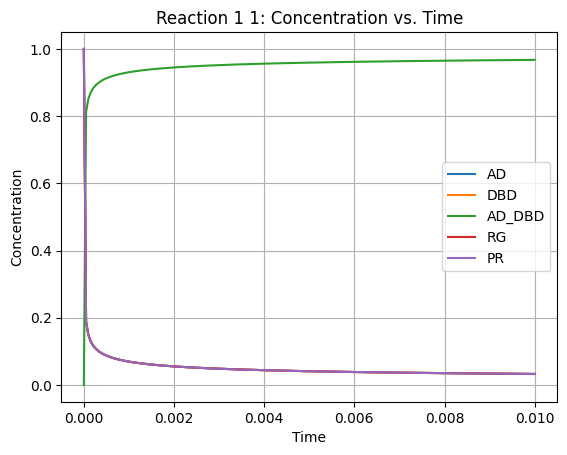 Reaction 1 1: Concentration vs. Time
1.0
0.8
0.6
0.4
0.2
0.0
Concentration
AD
DBD
AD_DBD
RG
PR
0.000
0.002
0.004
0.006
0.008
0.010
Time